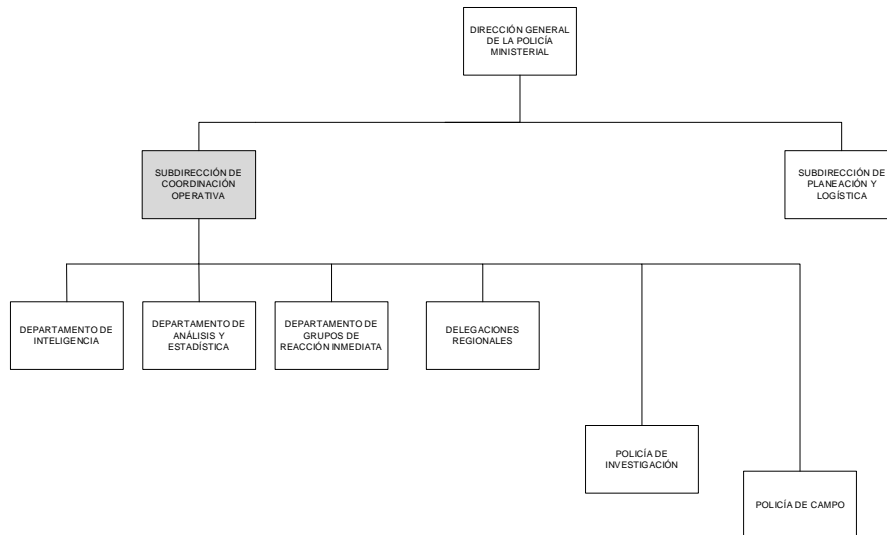 DIRECCIÓN GENERAL
DE LA POLICÍA
MINISTERIAL
SUBDIRECCIÓN DE
COORDINACIÓN
OPERATIVA
SUBDIRECCIÓN DE
PLANEACIÓN Y
LOGÍSTICA
DEPARTAMENTO DE
INTELIGENCIA
DEPARTAMENTO DE
ANÁLISIS Y
ESTADÍSTICA
DEPARTAMENTO DE
GRUPOS DE
REACCIÓN INMEDIATA
DELEGACIONES
REGIONALES
POLICÍA DE
INVESTIGACIÓN
POLICÍA DE CAMPO